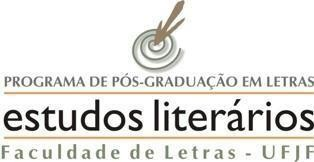 PROGRAMA DE PÓS-GRADUAÇÃO EM LETRAS
estudos literários
Faculdade de Letras - UFJF